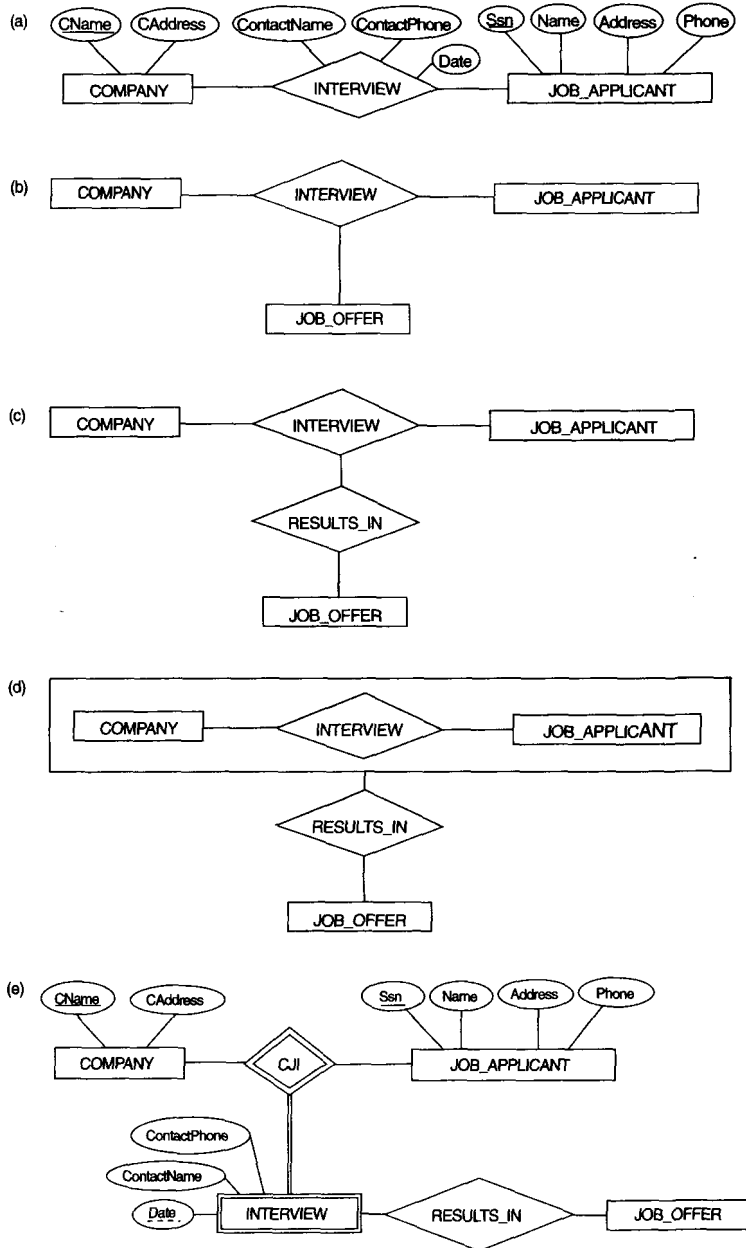 (a) CName CAddress ContactName ContactPhone Ssn Name Address Phone
Date
COMPANY INTERVIEW JOB_APPLICANT
(b) COMPANY INTERVIEW JOB_APPLICANT
JOB_OFFER
(c) COMPANY INTERVIEW JOB_APPLICANT
RESULTS_IN
JOB_OFFER
(d)
COMPANY INTERVIEW JOB_APPLICANT
RESULTS_IN
JOB_OFFER
(e) CName CAddress Ssn Name Address Phone
COMPANY CJI JOB_APPLICANT
ContactPhone
ContactName
Date INTERVIEW RESULTS_IN JOB_OFFER